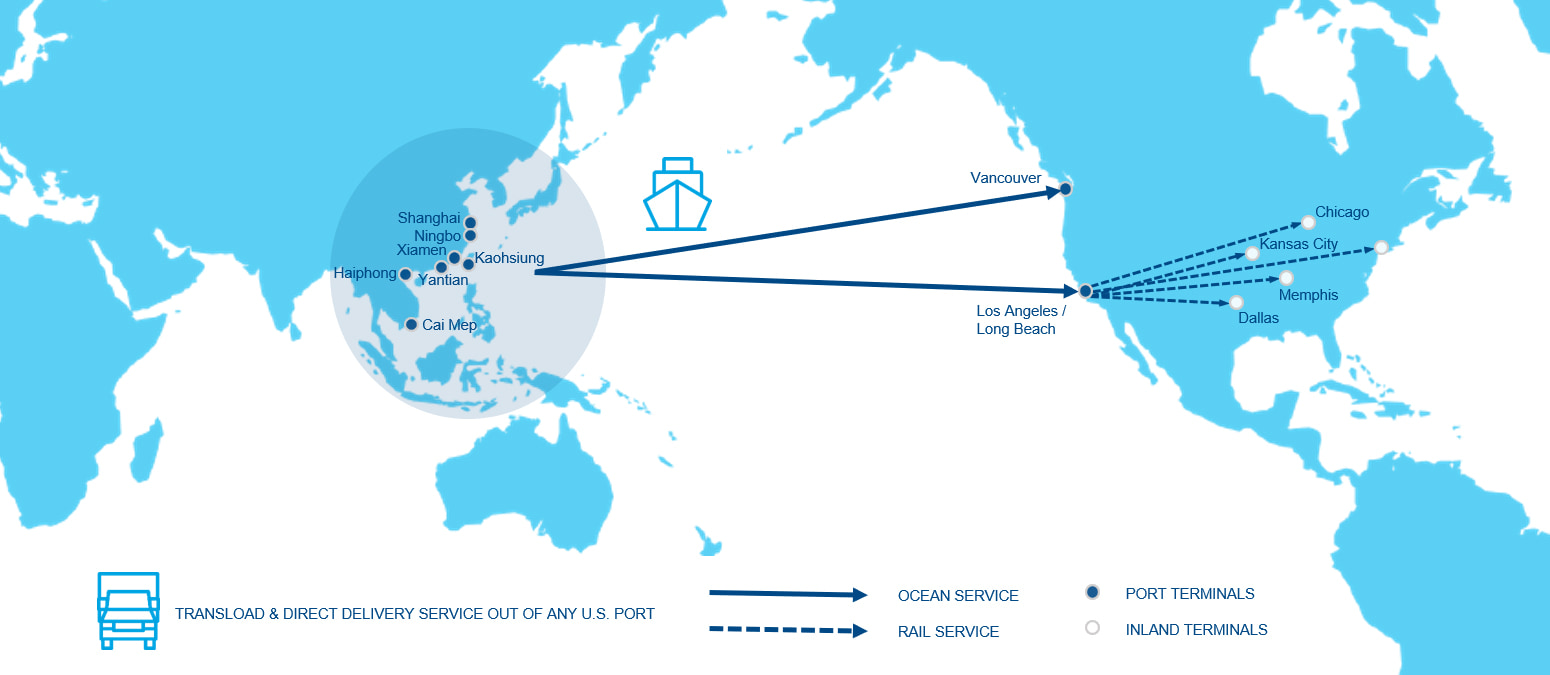 Vancouver
Shanghai
Ningbo
Xiamen
Kaohsiung
Haiphong
Yantian
Cai Mep
Los Angeles /
Long Beach
Chicago
Kansas City
Memphis
Dallas
TRANSLOAD & DIRECT DELIVERY SERVICE OUT OF ANY U.S. PORT
OCEAN SERVICE
RAIL SERVICE
PORT TERMINALS
INLAND TERMINALS